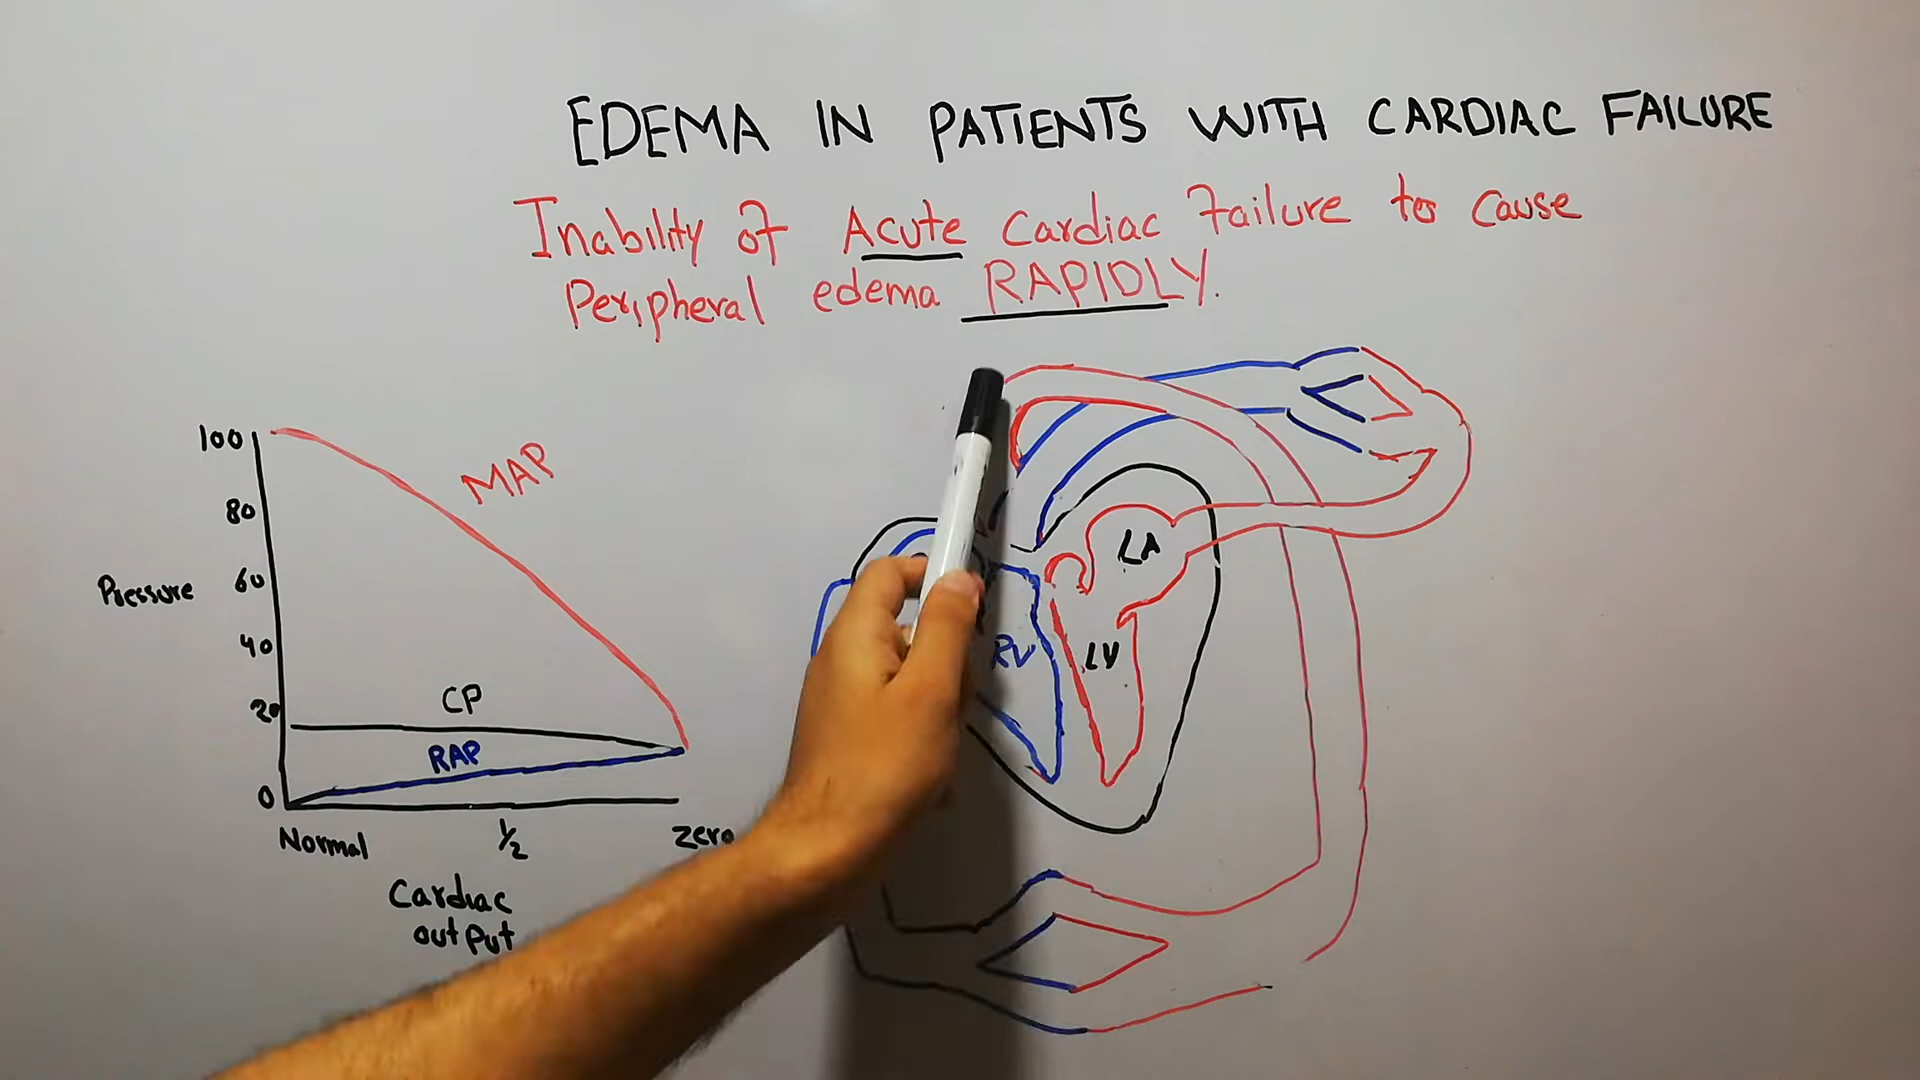 EDEMA IN PATIENTS WITH CARDIAC FAILURE
Inability of Acute Cardiac Failure to cause
Peripheral edema RAPIDLY.
100
80
60
40
20
0
Pressure
MAP
CP
RAP
Normal
1/2
zero
Cardiac
output
LA
RV
LV